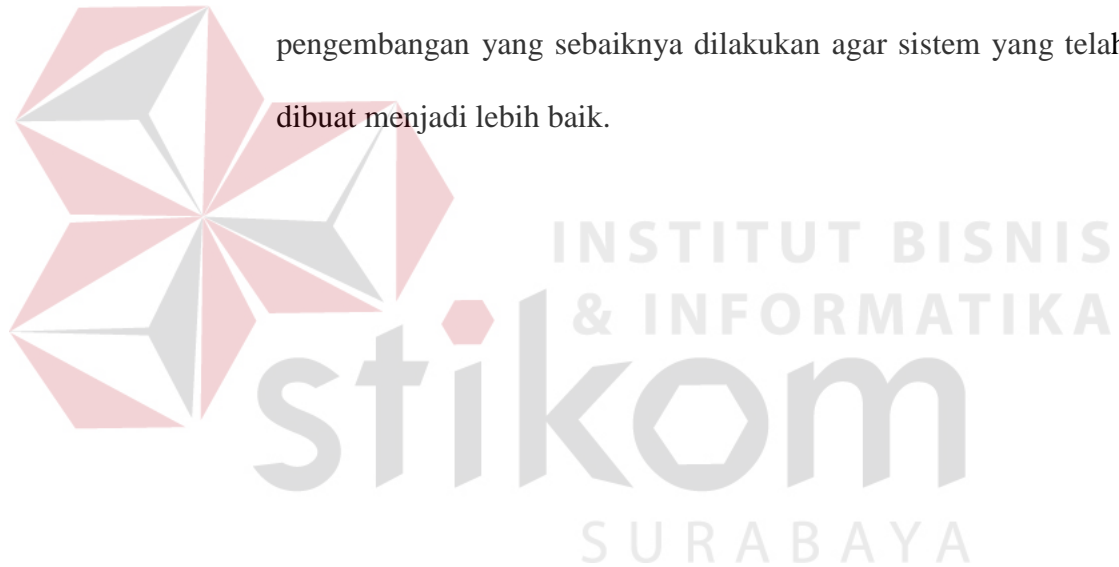 pengembangan yang sebaiknya dilakukan agar sistem yang telah
dibuat menjadi lebih baik.
INSTITUT BISNIS
& INFORMATIKA
stikom
SURABAYA